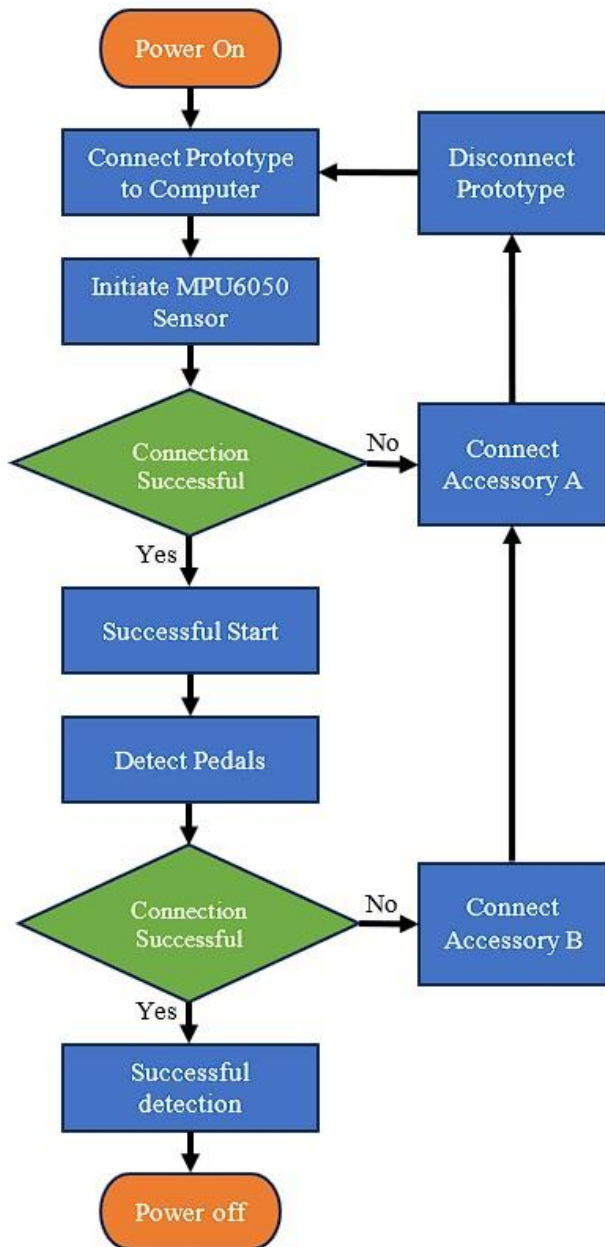 Power On
Connect Prototype
to Computer
Disconnect
Prototype
Initiate MPU6050
Sensor
Connection
Successful
No
Connect
Accessory A
Yes
Successful Start
Detect Pedals
Connection
Successful
No
Connect
Accessory B
Yes
Successful
detection
Power off